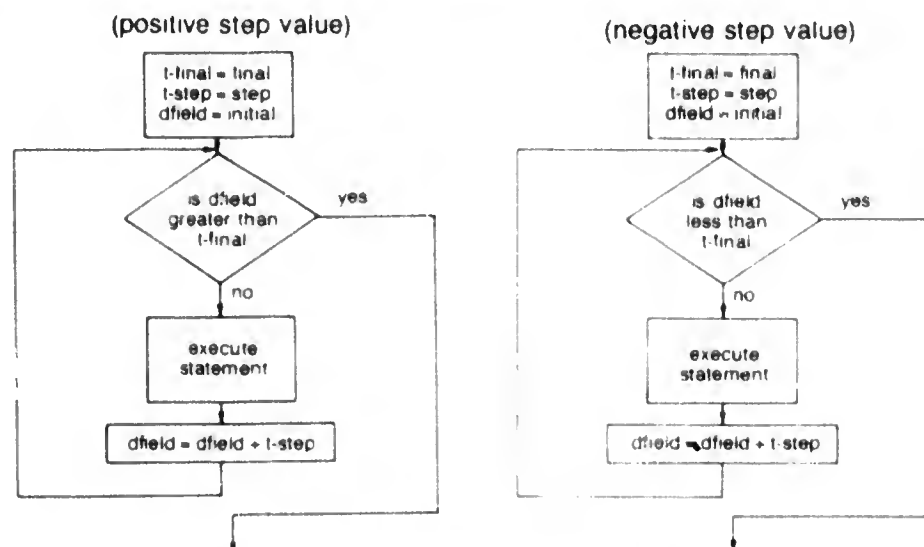 (positive step value)
t-final = final
t-step = step
dfield = initial
is dfield
greater than
t-final
yes
no
execute
statement
dfield = dfield + t-step
(negative step value)
t-final = final
t-step = step
dfield = initial
is dfield
less than
t-final
yes
no
execute
statement
dfield = dfield + t-step